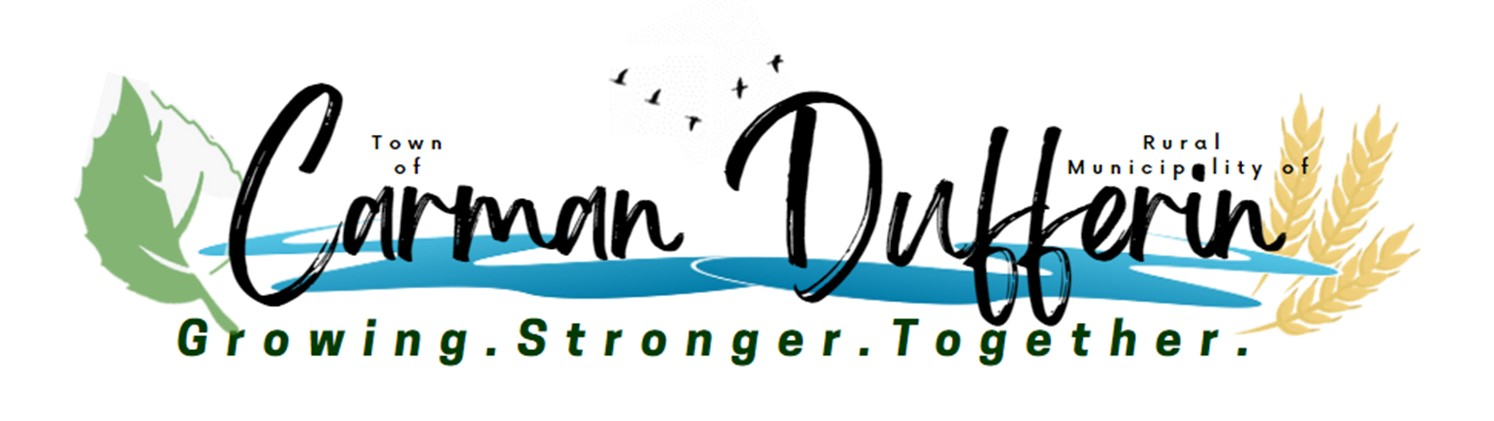 Town
of
Carman
Rural
Municipality of
Dufferin
Growing.Stronger.Together.